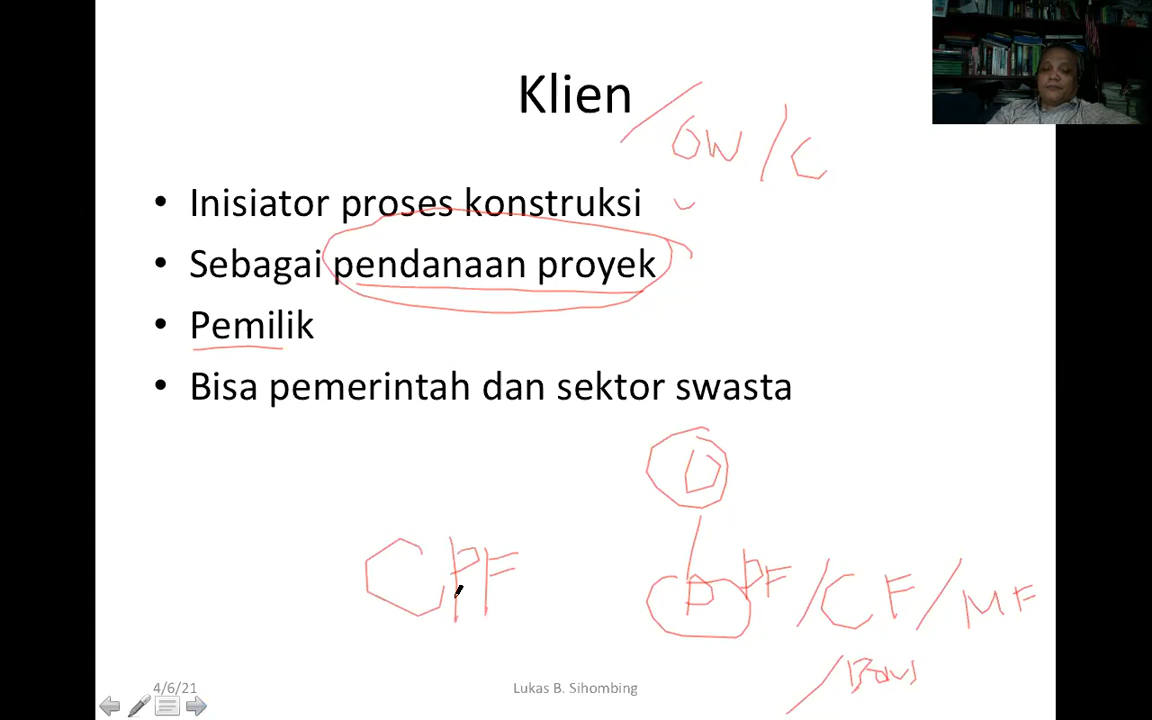 Klien
/ OW / C
• Inisiator proses konstruksi
• Sebagai pendanaan proyek
• Pemilik
• Bisa pemerintah dan sektor swasta
D
CPF
P PF / CF / MF
4/6/21
Lukas B. Sihombing